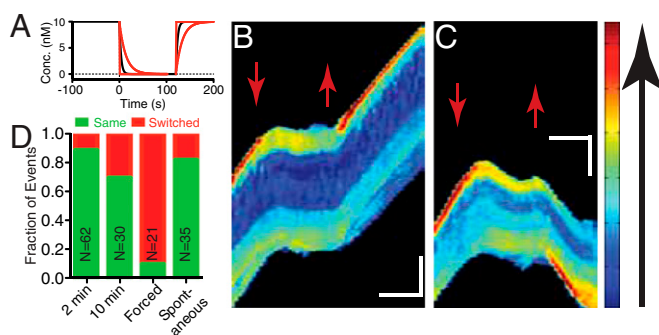 A
Conc. (nM)
10
5
0
-100
0
100
200
Time (s)
B
C
D
Same
Switched
Fraction of Events
1.0
0.8
0.6
0.4
0.2
0.0
N=62
N=30
N=21
N=35
2 min
10 min
Forced
Spont-
aneous